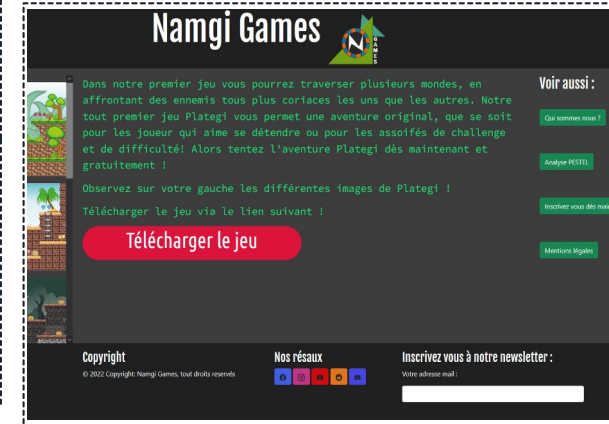 Namgi Games
N
GAMES
Dans notre premier jeu vous pourrez traverser plusieurs mondes, en
affrontant des ennemis tous plus coriaces les uns que les autres. Notre
tout premier jeu Plategi vous permet une aventure original, que se soit
pour les joueur qui aime se détendre ou pour les assoifés de challenge
et de difficulté! Alors tentez l'aventure Plategi dès maintenant et
gratuitement !
Observez sur votre gauche les différentes images de Plategi !
Télécharger le jeu via le lien suivant !
Télécharger le jeu
Voir aussi :
Qui sommes nous ?
Analyse PESTEL
Inscrivez vous dès main
Mentions légales
Copyright
© 2022 Copyright: Namgi Games, tout droits reservés
Nos résaux
Inscrivez vous à notre newsletter :
Votre adresse mail :